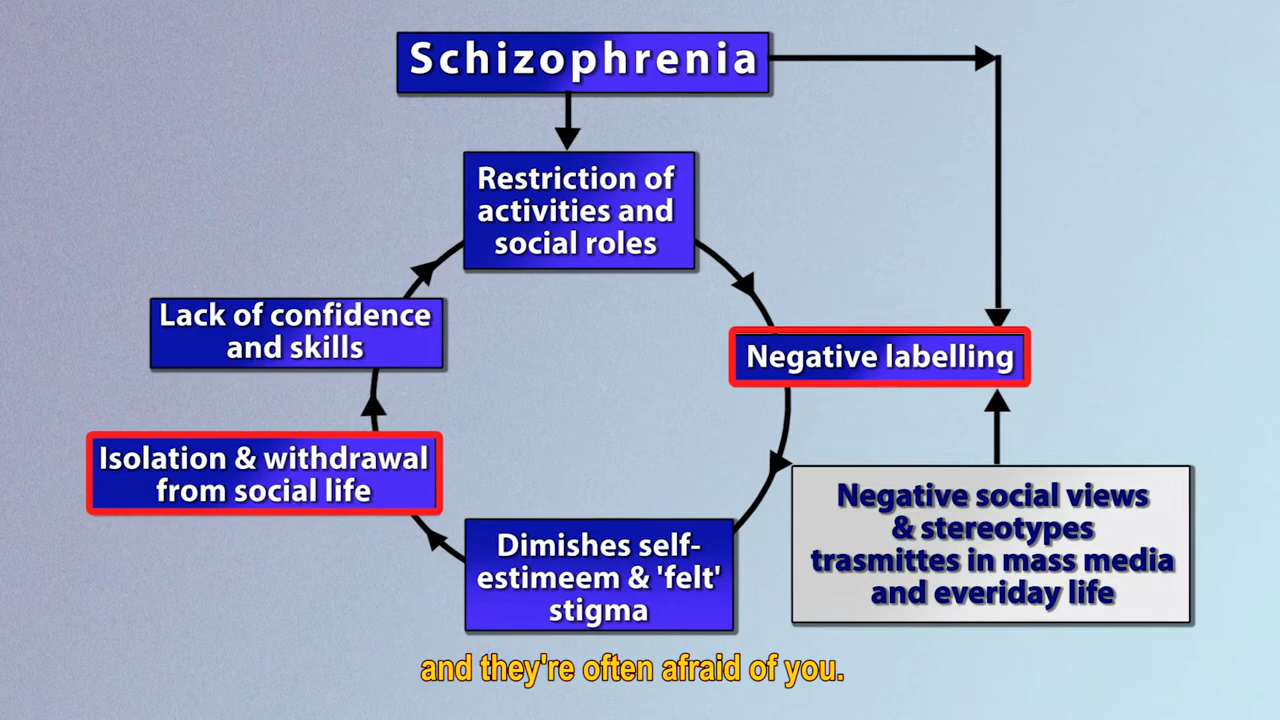 Schizophrenia
Restriction of
activities and
social roles
Lack of confidence
and skills
Negative labelling
Isolation & withdrawal
from social life
Negative social views
& stereotypes
trasmittes in mass media
and everiday life
Dimishes self-
estimeem & 'felt'
stigma
and they're often afraid of you.